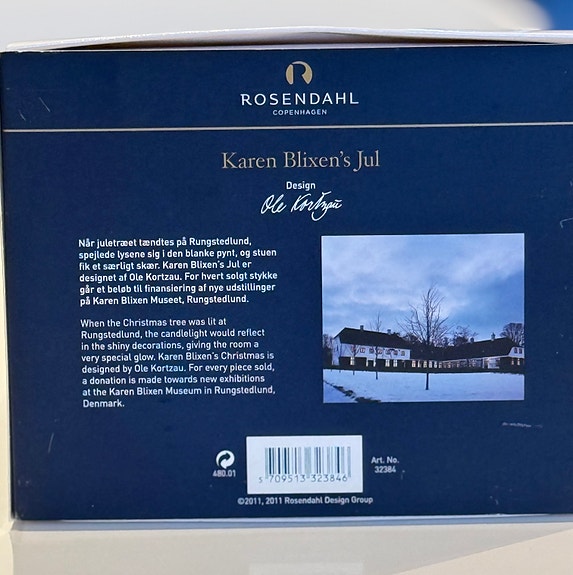 ROSENDAHL
COPENHAGEN
Karen Blixen's Jul
Design
Ole Kortzau
Når juletræet tændtes på Rungstedlund,
spejlede lysene sig i den blanke pynt, og stuen
fik et særligt skær. Karen Blixen's Jul er
designet af Ole Kortzau. For hvert solgt stykke
går et beløb til finansiering af nye udstillinger
på Karen Blixen Museet, Rungstedlund.
When the Christmas tree was lit at
Rungstedlund, the candlelight would reflect
in the shiny decorations, giving the room a
very special glow. Karen Blixen's Christmas is
designed by Ole Kortzau. For every piece sold,
a donation is made towards new exhibitions
at the Karen Blixen Museum in Rungstedlund,
Denmark.
480.01
5 709513 323846
Art. No.
32384
©2011, 2011 Rosendahl Design Group